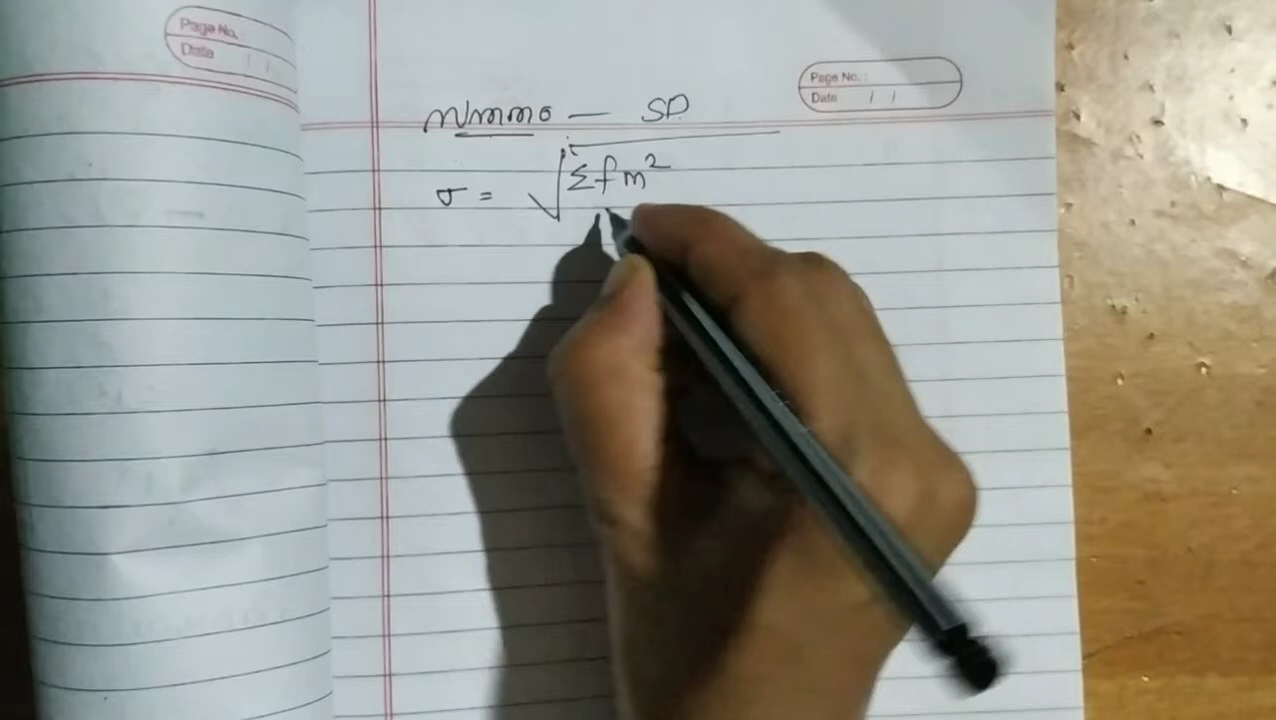 Page No.
Date / /
Page No. :
Date / /
— SD
σ = √Σfm²